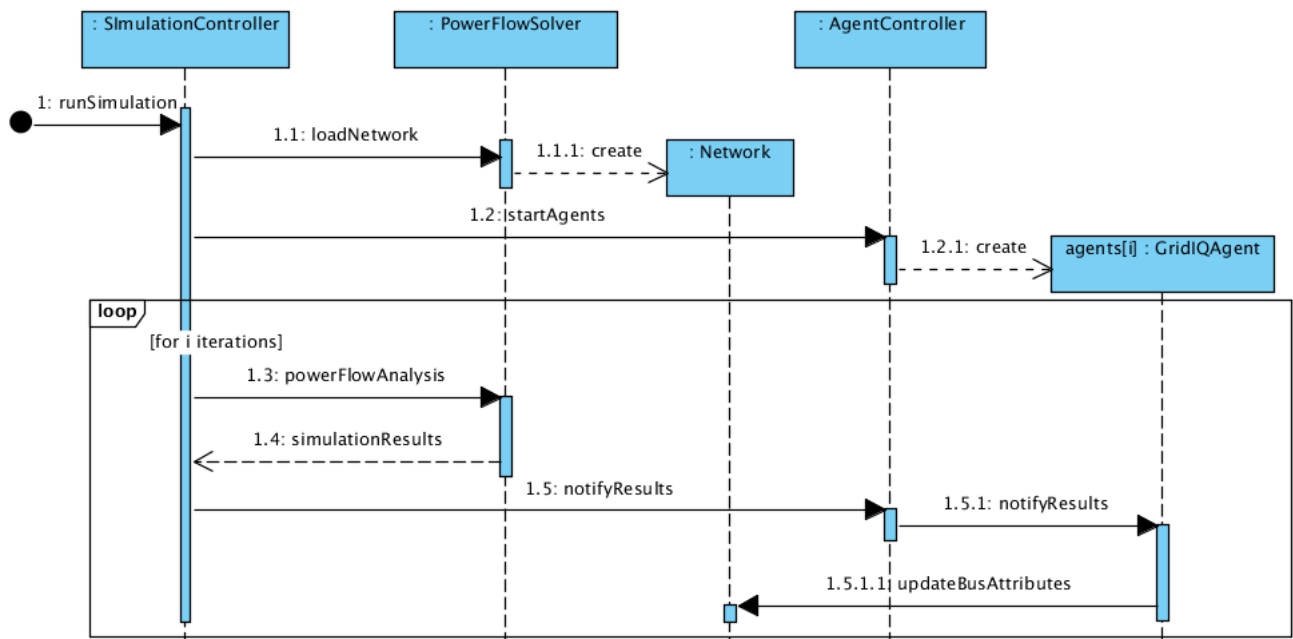 : SImulationController
: PowerFlowSolver
: AgentController
1: runSimulation
1.1: loadNetwork
1.1.1: create
: Network
1.2: startAgents
1.2.1: create
agents[i] : GridIQAgent
loop
[for i iterations]
1.3: powerFlowAnalysis
1.4: simulationResults
1.5: notifyResults
1.5.1: notifyResults
1.5.1.1: updateBusAttributes